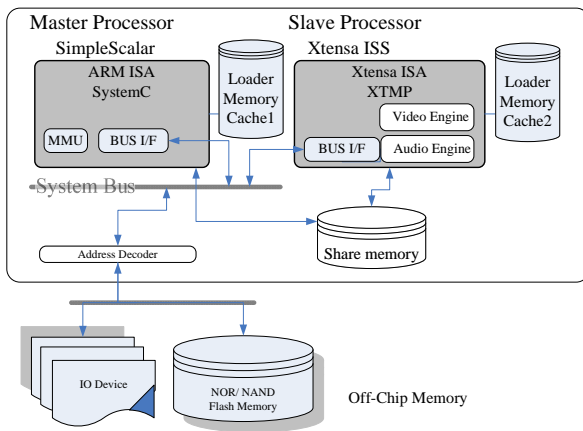 Master Processor
Slave Processor
SimpleScalar
Xtensa ISS
ARM ISA
SystemC
Loader
Memory
Cache1
Xtensa ISA
XTMP
Loader
Memory
Cache2
Video Engine
MMU
BUS I/F
BUS I/F
Audio Engine
System Bus
Share memory
Address Decoder
IO Device
NOR/ NAND
Flash Memory
Off-Chip Memory